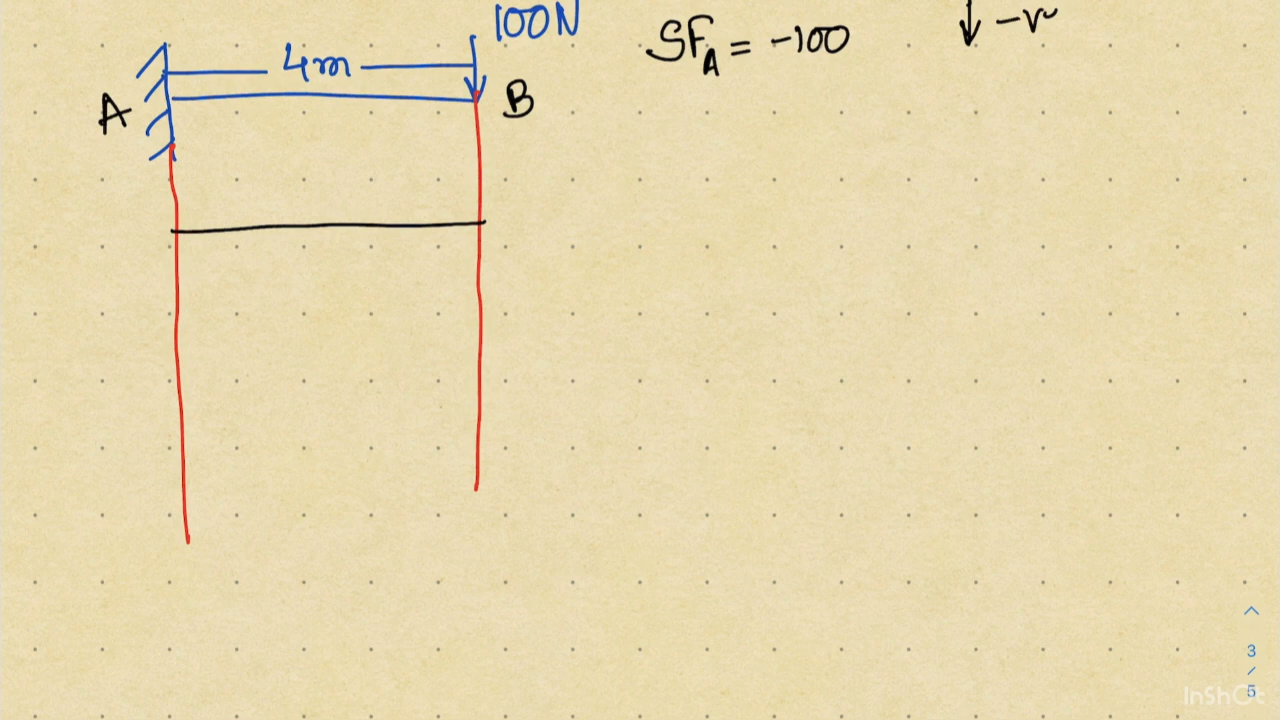 100N
SF_A = -100
↓ -ve
4m
A
B
3
/
5
InShOt